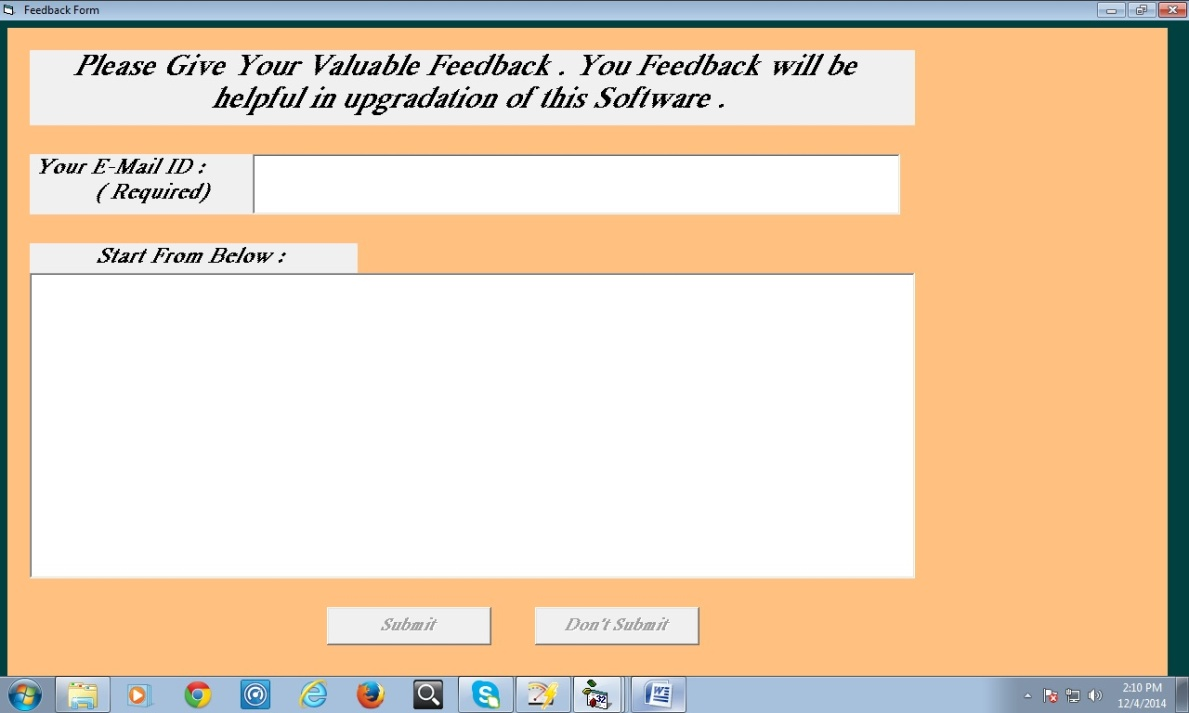 Feedback Form
Please Give Your Valuable Feedback . You Feedback will be
helpful in upgradation of this Software .
Your E-Mail ID :
( Required)
Start From Below :
Submit
Don't Submit
32
2:10 PM
12/4/2014